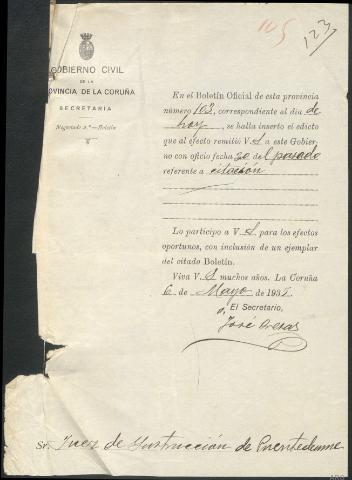 105
123
GOBIERNO CIVIL
DE LA
PROVINCIA DE LA CORUÑA
SECRETARIA
Negociado 2.º—Boletín
En el Boletín Oficial de esta provincia
número 103, correspondiente al día de
hoy, se halla inserto el edicto
que al efecto remitió V. S. a este Gobier-
no con oficio fecha 30 del pasado
referente a citación
Lo participo a V. S. para los efectos
oportunos, con inclusión de un ejemplar
del citado Boletín.
Viva V. S. muchos años. La Coruña
6 de Mayo de 1935.
El Secretario,
José
Sr. Juez de Instrucción de Puentedeume